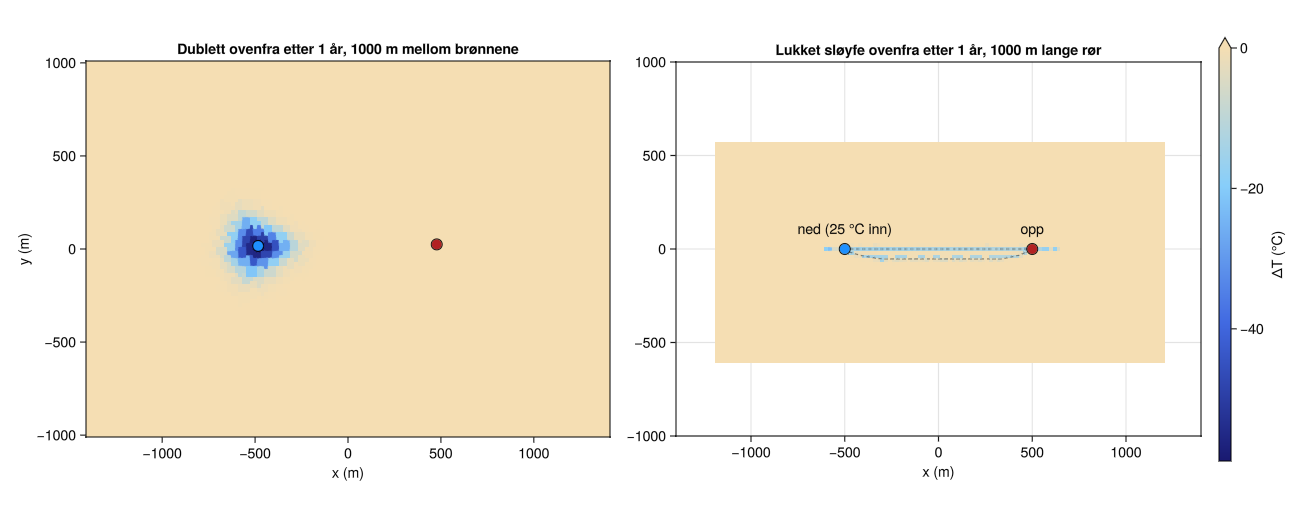 Dublett ovenfra etter 1 år, 1000 m mellom brønnene
1000
500
0
−500
−1000
y (m)
−1000
−500
0
500
1000
x (m)
Lukket sløyfe ovenfra etter 1 år, 1000 m lange rør
1000
500
0
−500
−1000
ned (25 °C inn)
opp
−1000
−500
0
500
1000
x (m)
0
−20
−40
ΔT (°C)